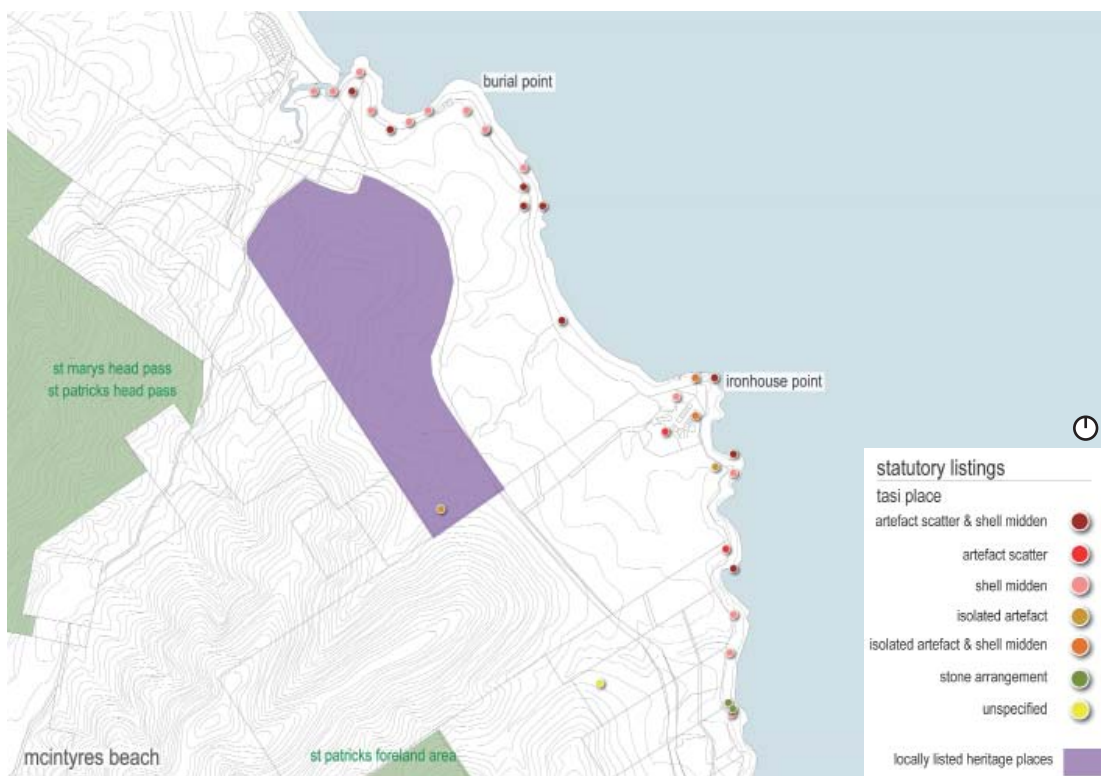 burial point
st marys head pass
st patricks head pass
ironhouse point
statutory listings
tasi place
artefact scatter & shell midden
artefact scatter
shell midden
isolated artefact
isolated artefact & shell midden
stone arrangement
unspecified
locally listed heritage places
mcintyres beach
st patricks foreland area